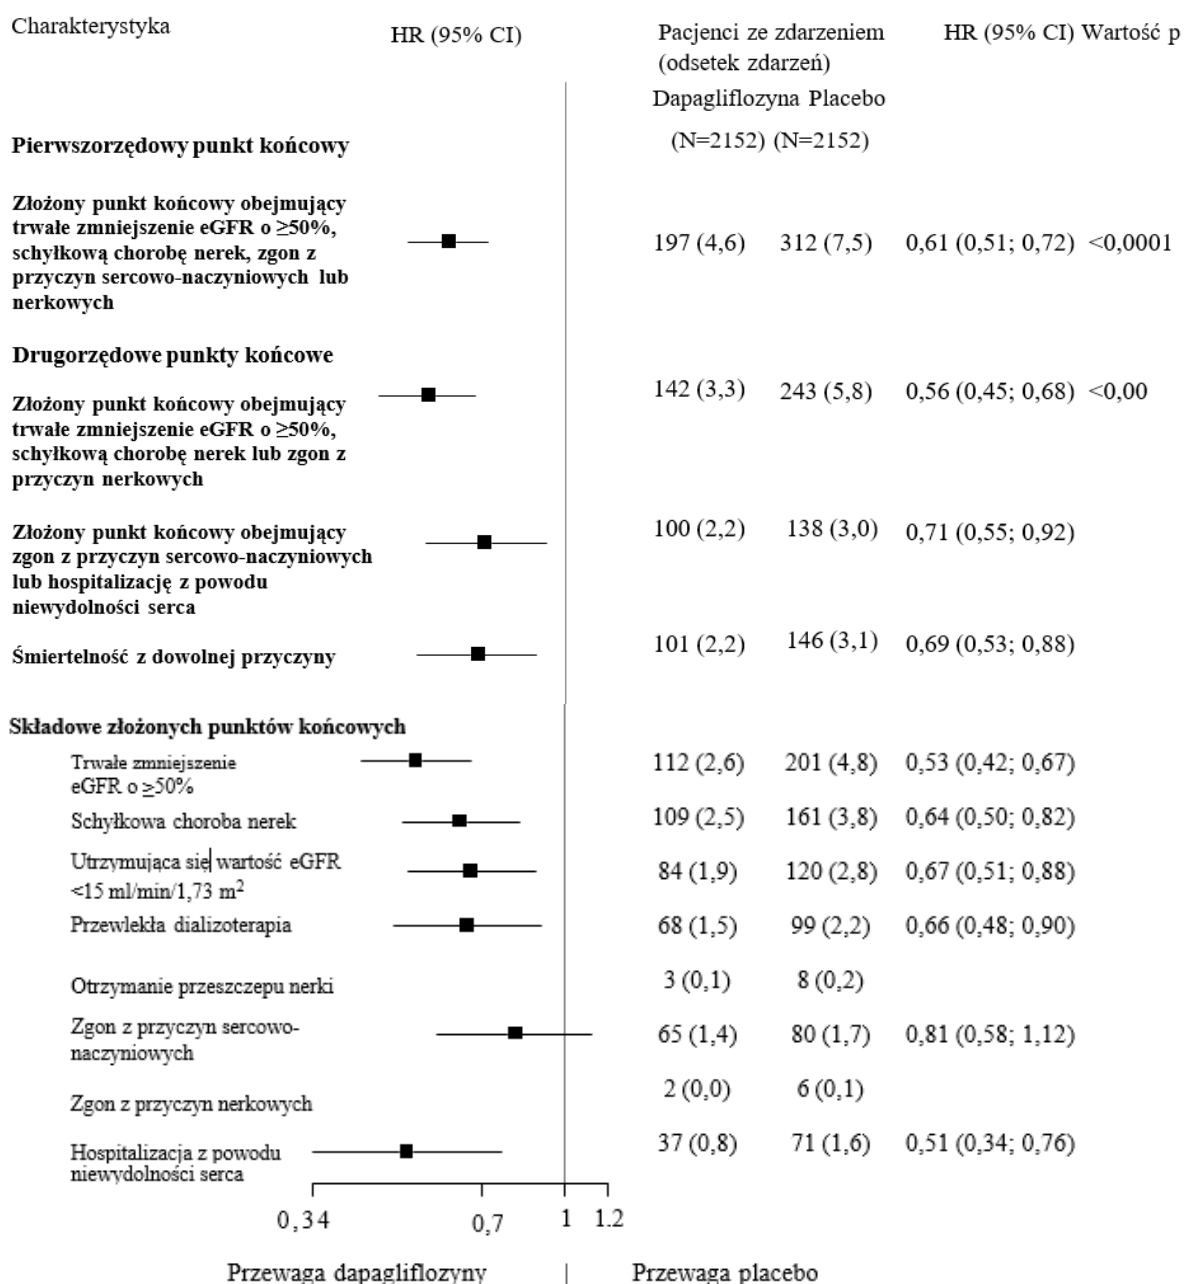 Charakterystyka
HR (95% CI)
Pacjenci ze zdarzeniem
(odsetek zdarzeń)
HR (95% CI) Wartość p
Dapagliflozyna Placebo
(N=2152) (N=2152)
Pierwszorzędowy punkt końcowy
Złożony punkt końcowy obejmujący
trwałe zmniejszenie eGFR o ≥50%,
schyłkową chorobę nerek, zgon z
przyczyn sercowo-naczyniowych lub
nerkowych
197 (4,6) 312 (7,5) 0,61 (0,51; 0,72) <0,0001
Drugorzędowe punkty końcowe
Złożony punkt końcowy obejmujący
trwałe zmniejszenie eGFR o ≥50%,
schyłkową chorobę nerek lub zgon z
przyczyn nerkowych
142 (3,3) 243 (5,8) 0,56 (0,45; 0,68) <0,00
Złożony punkt końcowy obejmujący
zgon z przyczyn sercowo-naczyniowych
lub hospitalizację z powodu
niewydolności serca
100 (2,2) 138 (3,0) 0,71 (0,55; 0,92)
Śmiertelność z dowolnej przyczyny
101 (2,2) 146 (3,1) 0,69 (0,53; 0,88)
Składowe złożonych punktów końcowych
Trwałe zmniejszenie
eGFR o ≥50%
112 (2,6) 201 (4,8) 0,53 (0,42; 0,67)
Schyłkowa choroba nerek
109 (2,5) 161 (3,8) 0,64 (0,50; 0,82)
Utrzymująca się wartość eGFR
<15 ml/min/1,73 m²
84 (1,9) 120 (2,8) 0,67 (0,51; 0,88)
Przewlekła dializoterapia
68 (1,5) 99 (2,2) 0,66 (0,48; 0,90)
Otrzymanie przeszczepu nerki
3 (0,1) 8 (0,2)
Zgon z przyczyn sercowo-
naczyniowych
65 (1,4) 80 (1,7) 0,81 (0,58; 1,12)
Zgon z przyczyn nerkowych
2 (0,0) 6 (0,1)
Hospitalizacja z powodu
niewydolności serca
37 (0,8) 71 (1,6) 0,51 (0,34; 0,76)
0,34 0,7 1 1.2
Przewaga dapagliflozyny | Przewaga placebo